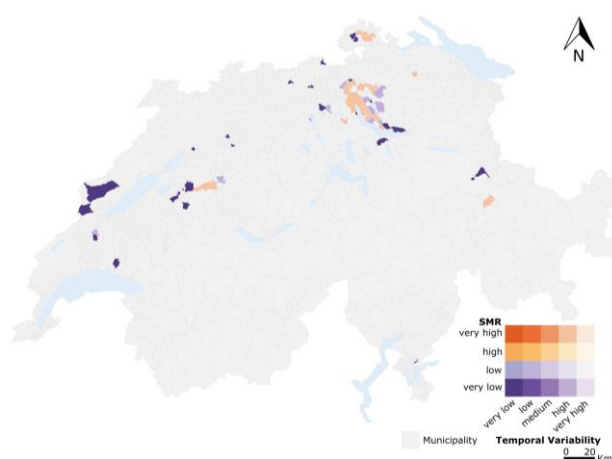 N
SMR
very high
high
low
very low
very low
low
medium
high
very high
Municipality
Temporal Variability
0 20 Km